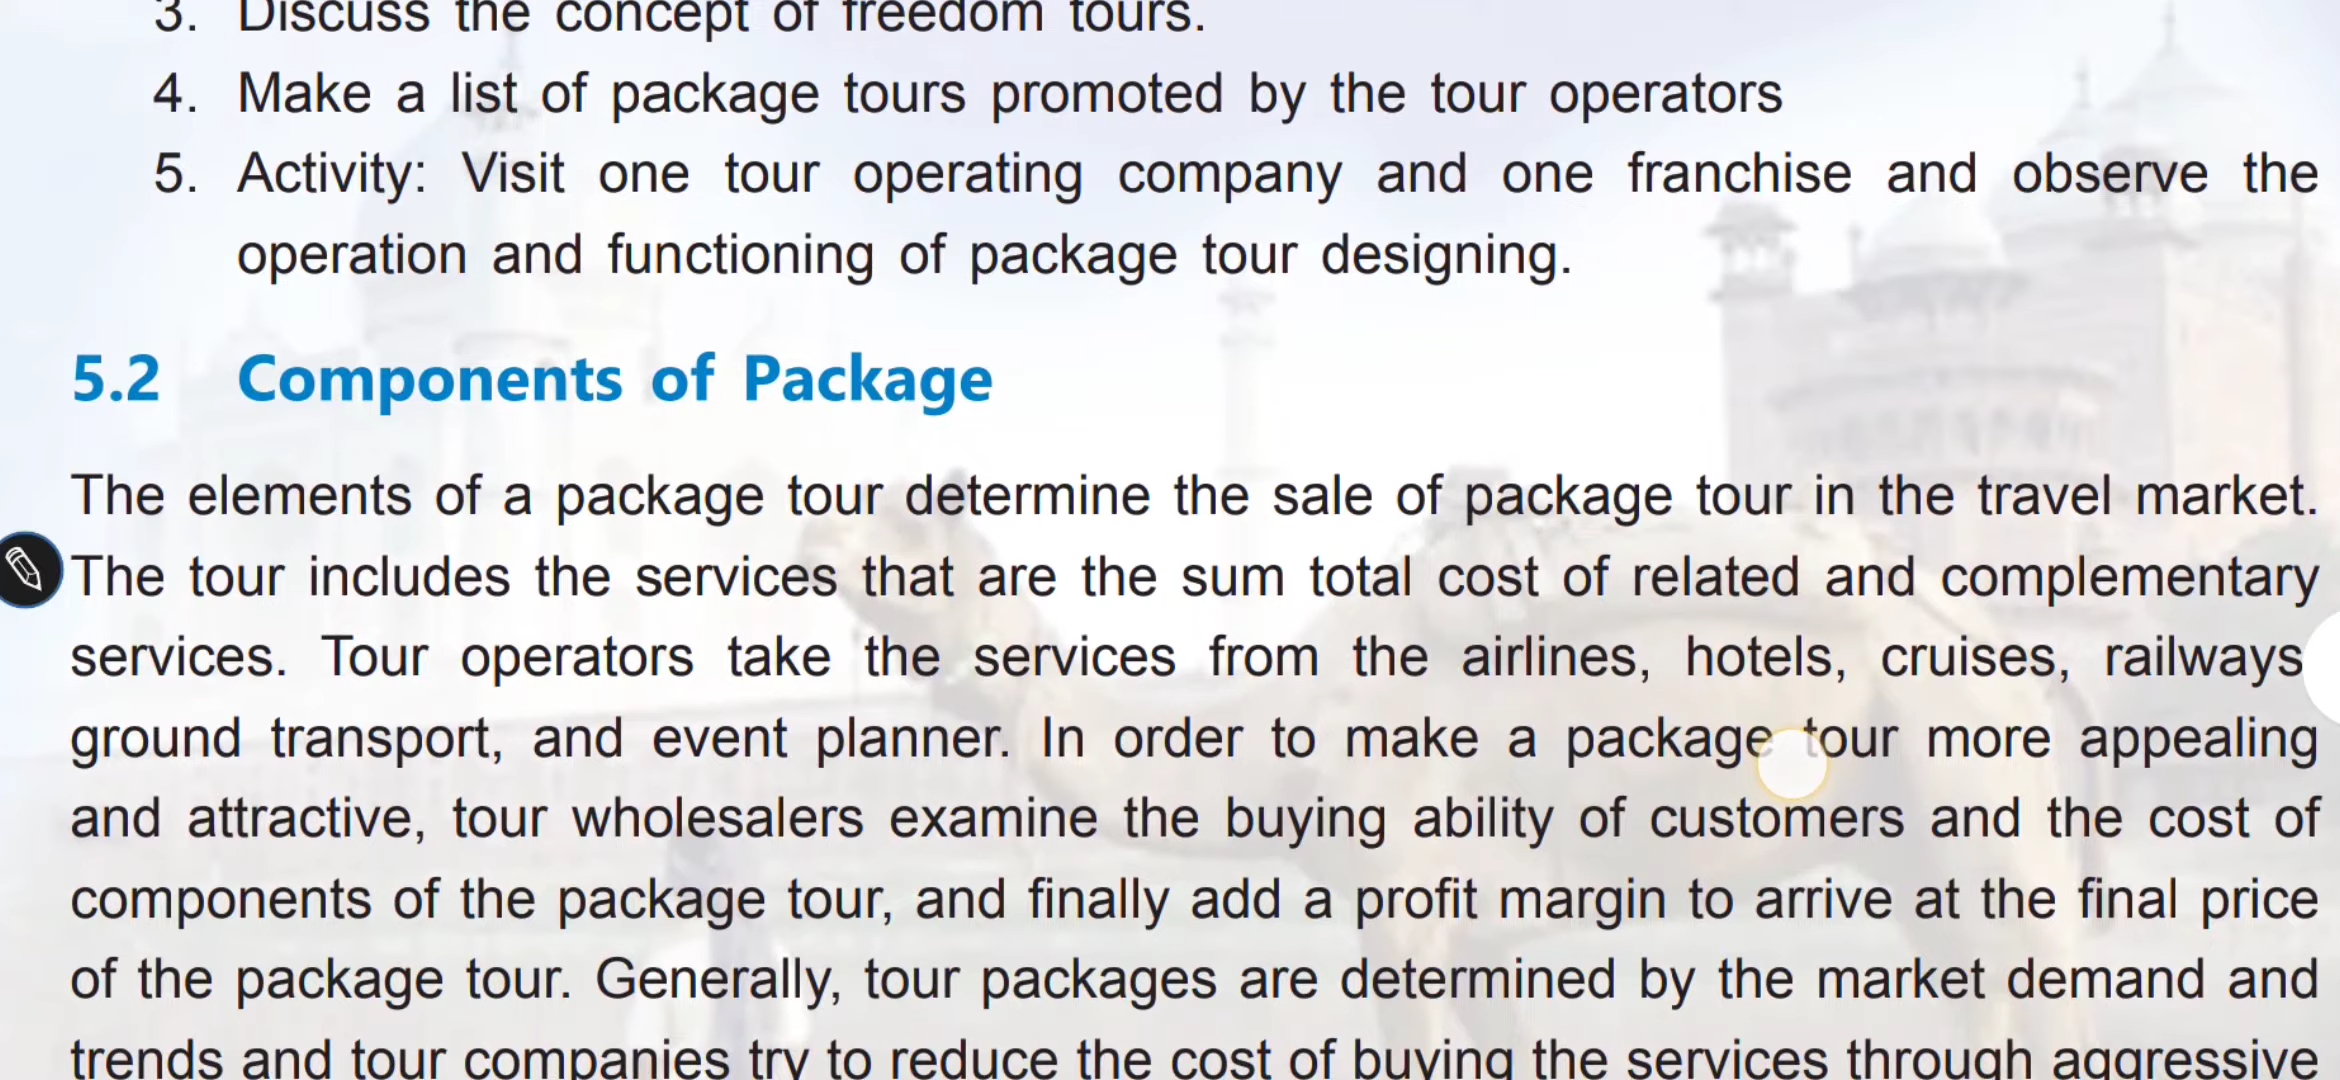 3. Discuss the concept of freedom tours.
4. Make a list of package tours promoted by the tour operators
5. Activity: Visit one tour operating company and one franchise and observe the
operation and functioning of package tour designing.
5.2 Components of Package
The elements of a package tour determine the sale of package tour in the travel market.
The tour includes the services that are the sum total cost of related and complementary
services. Tour operators take the services from the airlines, hotels, cruises, railways
ground transport, and event planner. In order to make a package tour more appealing
and attractive, tour wholesalers examine the buying ability of customers and the cost of
components of the package tour, and finally add a profit margin to arrive at the final price
of the package tour. Generally, tour packages are determined by the market demand and
trends and tour companies try to reduce the cost of buying the services through aggressive